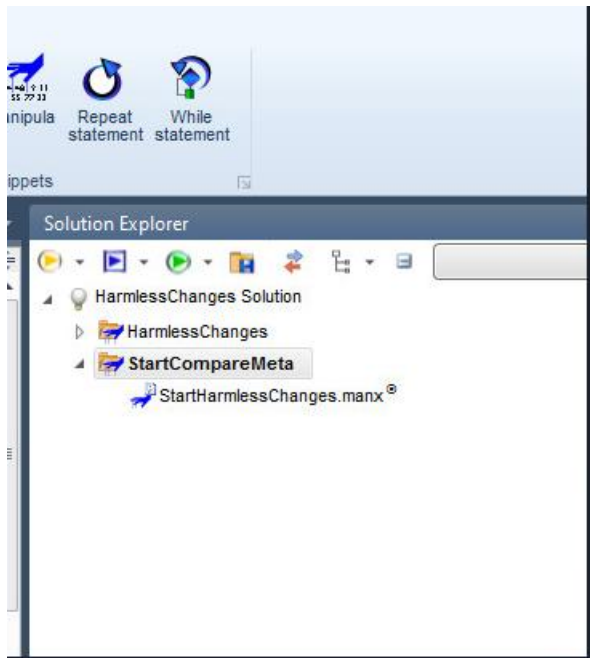 anipula
Repeat
statement
While
statement
ippets
Solution Explorer
HarmlessChanges Solution
HarmlessChanges
StartCompareMeta
StartHarmlessChanges.manx